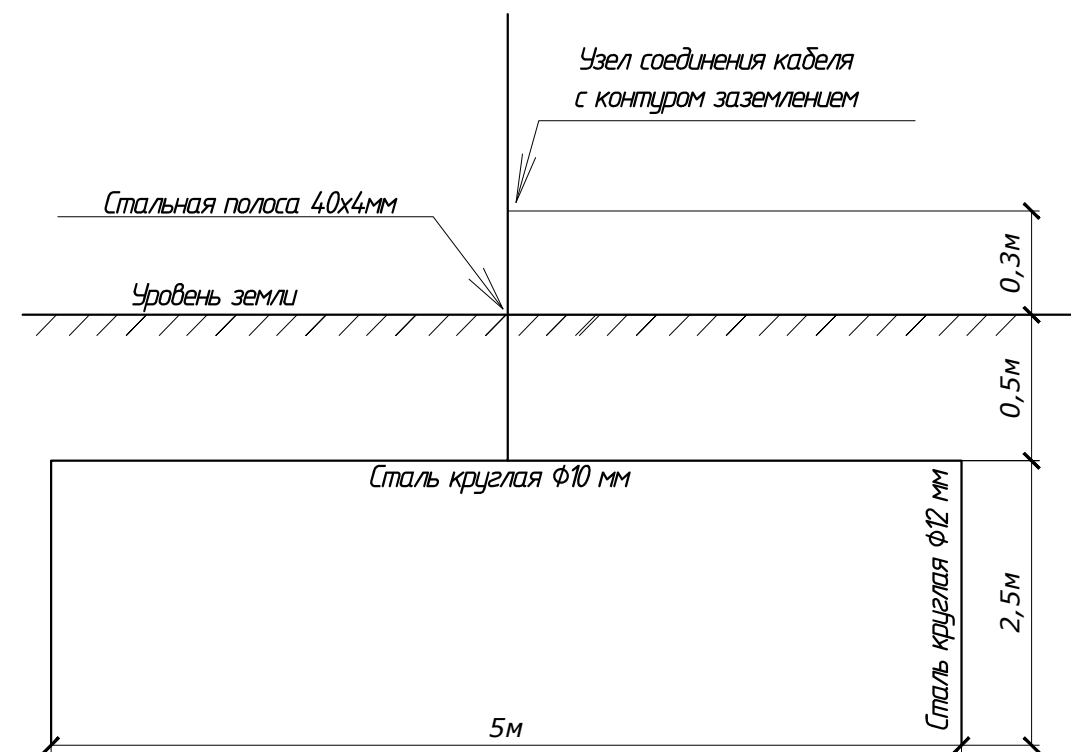 Узел соединения кабеля
с контуром заземлением
Стальная полоса 40х4мм
0,3м
Уровень земли
0,5м
Сталь круглая Ф10 мм
Сталь круглая Ф12 мм
2,5м
5м